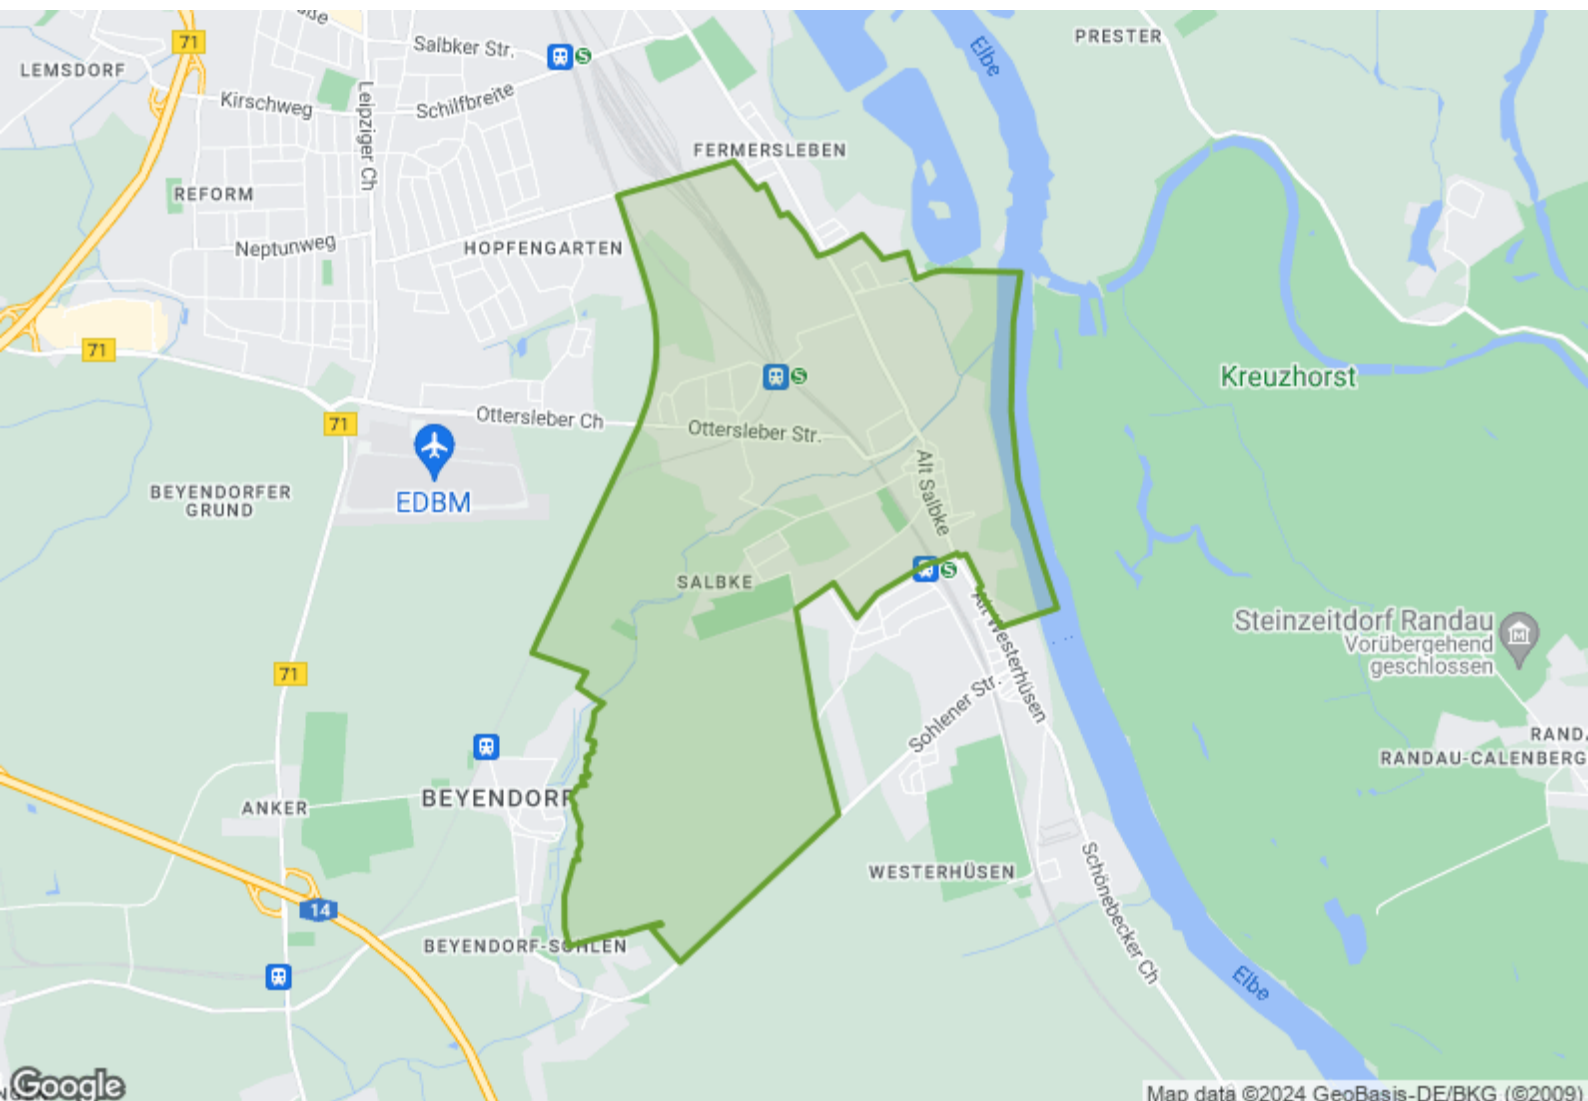 71
Salbker Str.
S
Elbe
PRESTER
LEMSDORF
Kirschweg
Leipziger Ch
Schilfbreite
FERMERSLEBEN
REFORM
Neptunweg
HOPFENGARTEN
71
S
Kreuzhorst
71
Ottersleber Ch
Ottersleber Str.
EDBM
BEYENDORFER
GRUND
Alt Salbke
SALBKE
S
Alt Westerhüsen
Steinzeitdorf Randau
Vorübergehend
geschlossen
71
Sohlener Str.
RANDAU-CALENBERG
BEYENDORF
ANKER
WESTERHÜSEN
Schönebecker Ch
14
BEYENDORF-SOHLEN
Elbe
Google
Map data ©2024 GeoBasis-DE/BKG (©2009)